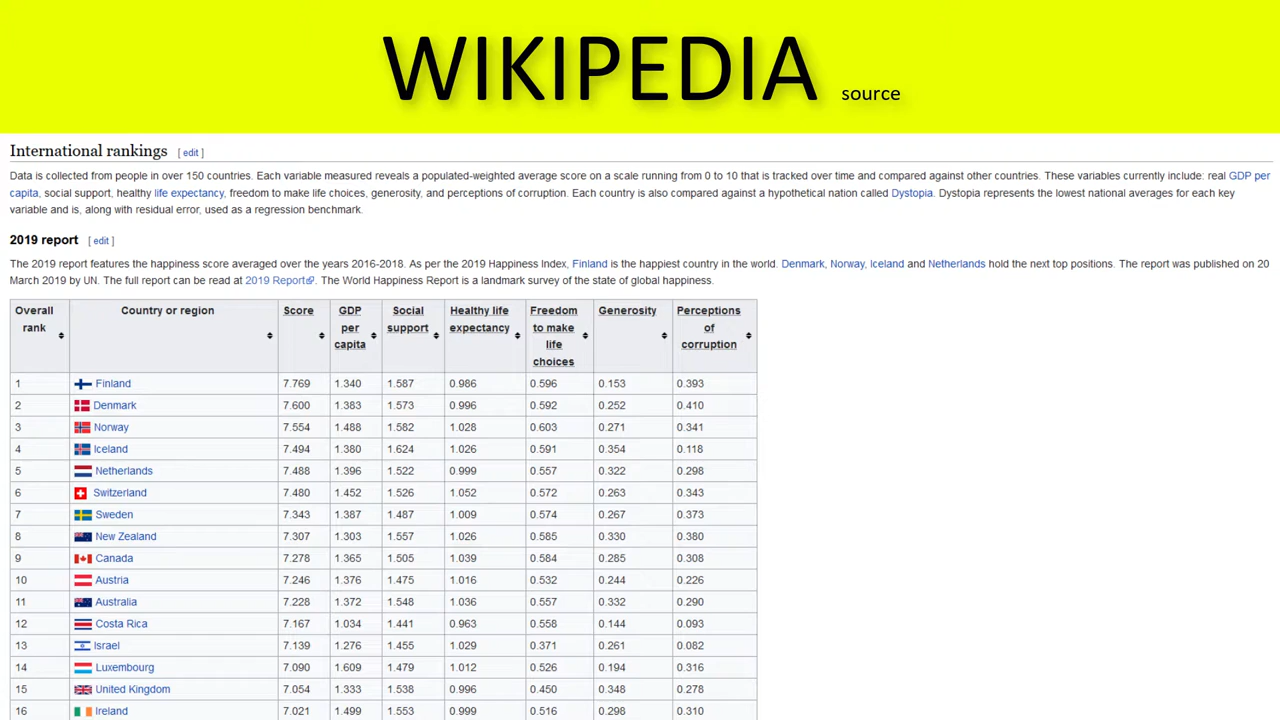 WIKIPEDIA source
International rankings [ edit ]
Data is collected from people in over 150 countries. Each variable measured reveals a populated-weighted average score on a scale running from 0 to 10 that is tracked over time and compared against other countries. These variables currently include: real GDP per
capita, social support, healthy life expectancy, freedom to make life choices, generosity, and perceptions of corruption. Each country is also compared against a hypothetical nation called Dystopia. Dystopia represents the lowest national averages for each key
variable and is, along with residual error, used as a regression benchmark.
2019 report [ edit ]
The 2019 report features the happiness score averaged over the years 2016-2018. As per the 2019 Happiness Index, Finland is the happiest country in the world. Denmark, Norway, Iceland and Netherlands hold the next top positions. The report was published on 20
March 2019 by UN. The full report can be read at 2019 Report. The World Happiness Report is a landmark survey of the state of global happiness.
Overall rank Country or region Score GDP per capita Social support Healthy life expectancy Freedom to make life choices Generosity Perceptions of corruption
1 Finland 7.769 1.340 1.587 0.986 0.596 0.153 0.393
2 Denmark 7.600 1.383 1.573 0.996 0.592 0.252 0.410
3 Norway 7.554 1.488 1.582 1.028 0.603 0.271 0.341
4 Iceland 7.494 1.380 1.624 1.026 0.591 0.354 0.118
5 Netherlands 7.488 1.396 1.522 0.999 0.557 0.322 0.298
6 Switzerland 7.480 1.452 1.526 1.052 0.572 0.263 0.343
7 Sweden 7.343 1.387 1.487 1.009 0.574 0.267 0.373
8 New Zealand 7.307 1.303 1.557 1.026 0.585 0.330 0.380
9 Canada 7.278 1.365 1.505 1.039 0.584 0.285 0.308
10 Austria 7.246 1.376 1.475 1.016 0.532 0.244 0.226
11 Australia 7.228 1.372 1.548 1.036 0.557 0.332 0.290
12 Costa Rica 7.167 1.034 1.441 0.963 0.558 0.144 0.093
13 Israel 7.139 1.276 1.455 1.029 0.371 0.261 0.082
14 Luxembourg 7.090 1.609 1.479 1.012 0.526 0.194 0.316
15 United Kingdom 7.054 1.333 1.538 0.996 0.450 0.348 0.278
16 Ireland 7.021 1.499 1.553 0.999 0.516 0.298 0.310